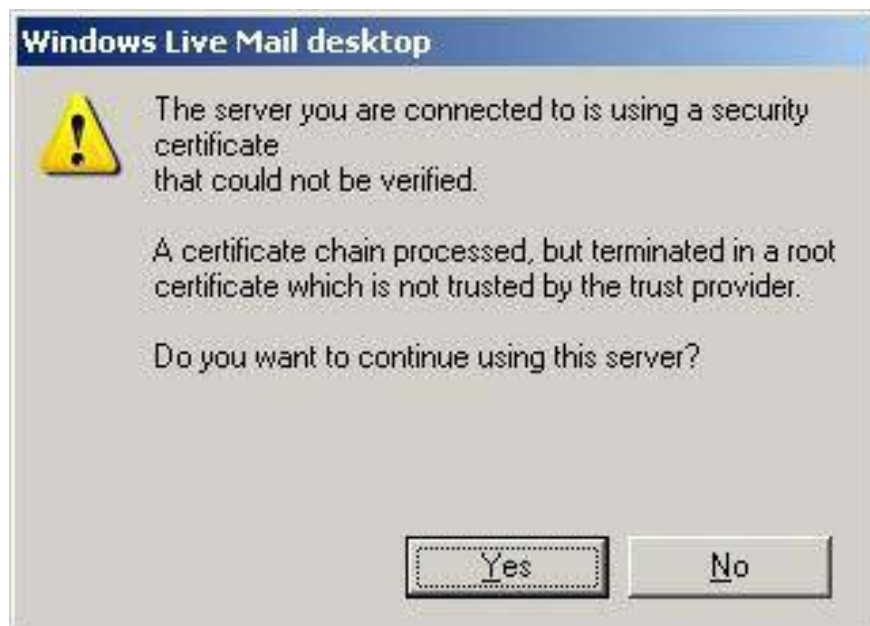 Windows Live Mail desktop
The server you are connected to is using a security
certificate
that could not be verified.
A certificate chain processed, but terminated in a root
certificate which is not trusted by the trust provider.
Do you want to continue using this server?
Yes
No